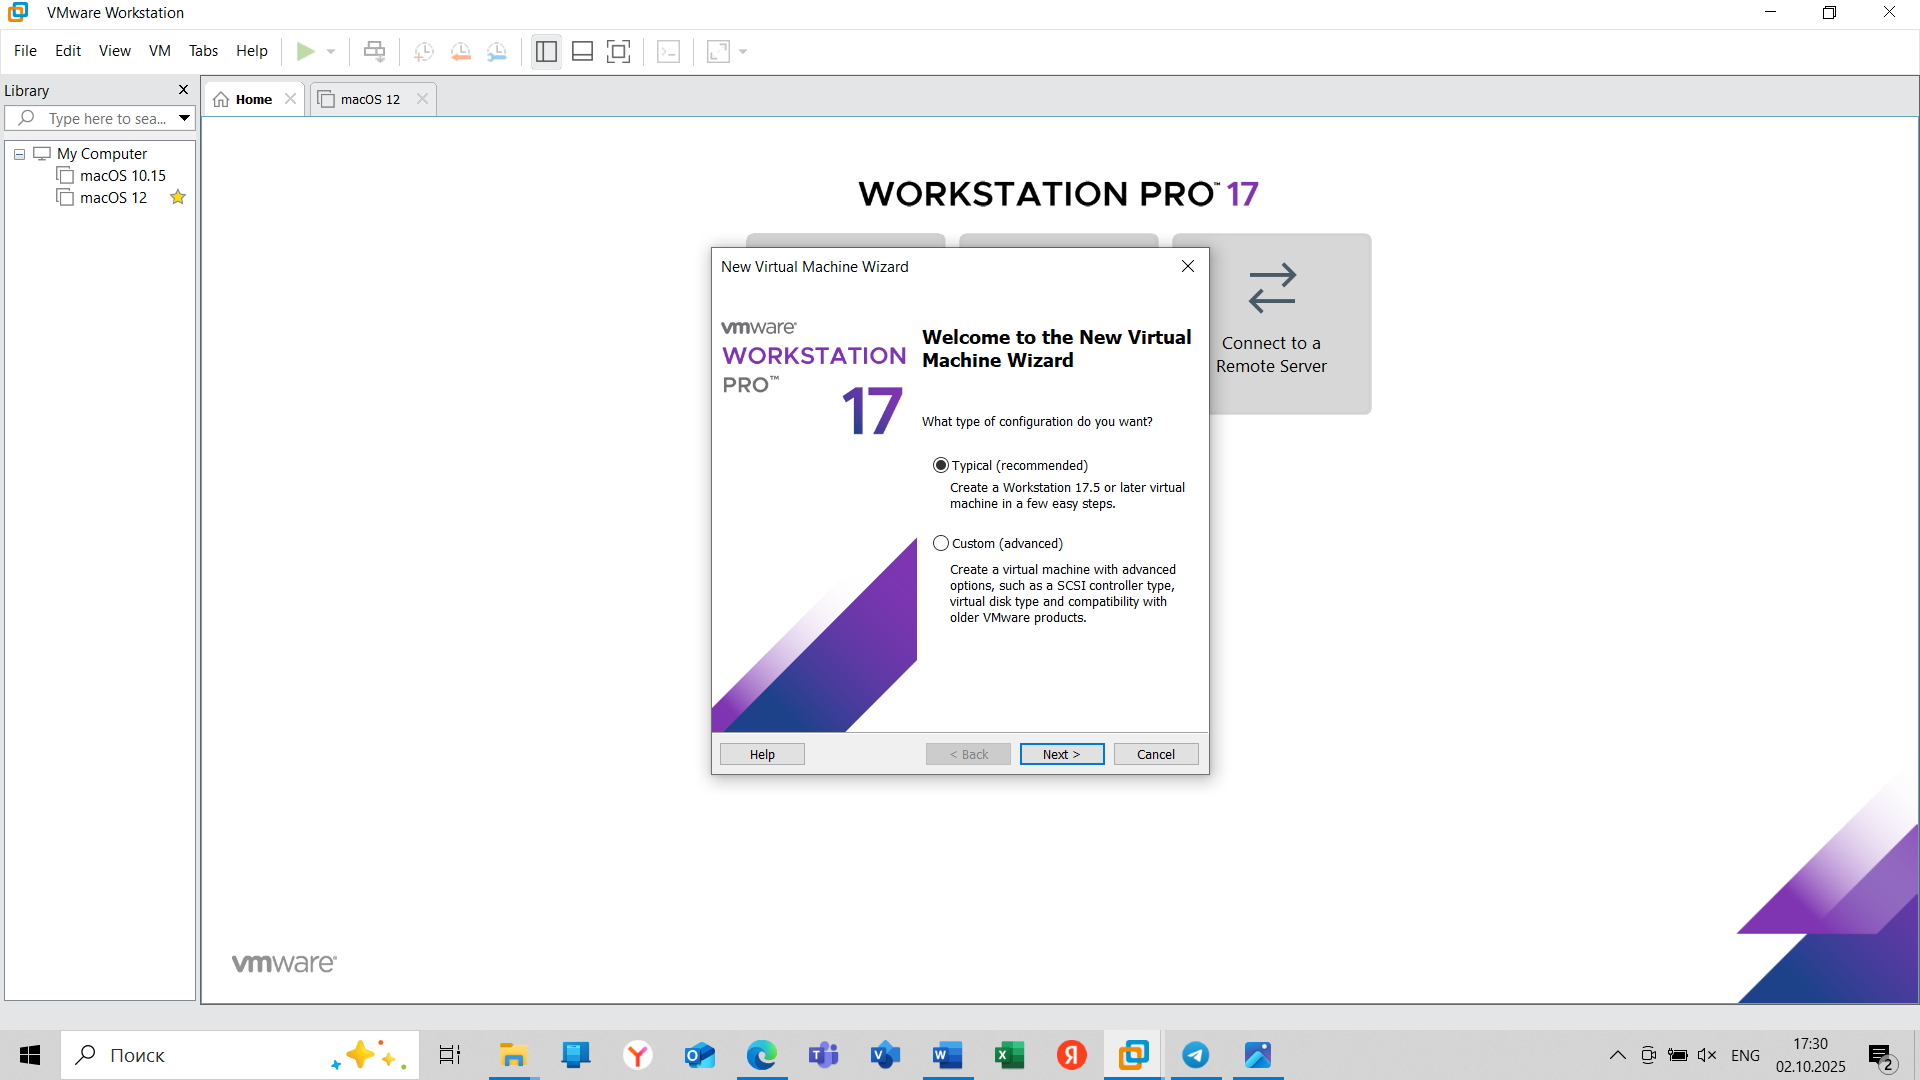 VMware Workstation
File Edit View VM Tabs Help
Library
Type here to sea...
My Computer
macOS 10.15
macOS 12
Home
macOS 12
WORKSTATION PRO™ 17
Connect to a
Remote Server
New Virtual Machine Wizard
vmware®
WORKSTATION
PRO™
17
Welcome to the New Virtual
Machine Wizard
What type of configuration do you want?
Typical (recommended)
Create a Workstation 17.5 or later virtual
machine in a few easy steps.
Custom (advanced)
Create a virtual machine with advanced
options, such as a SCSI controller type,
virtual disk type and compatibility with
older VMware products.
Help < Back Next > Cancel
vmware®
Поиск
ENG
17:30
02.10.2025
2